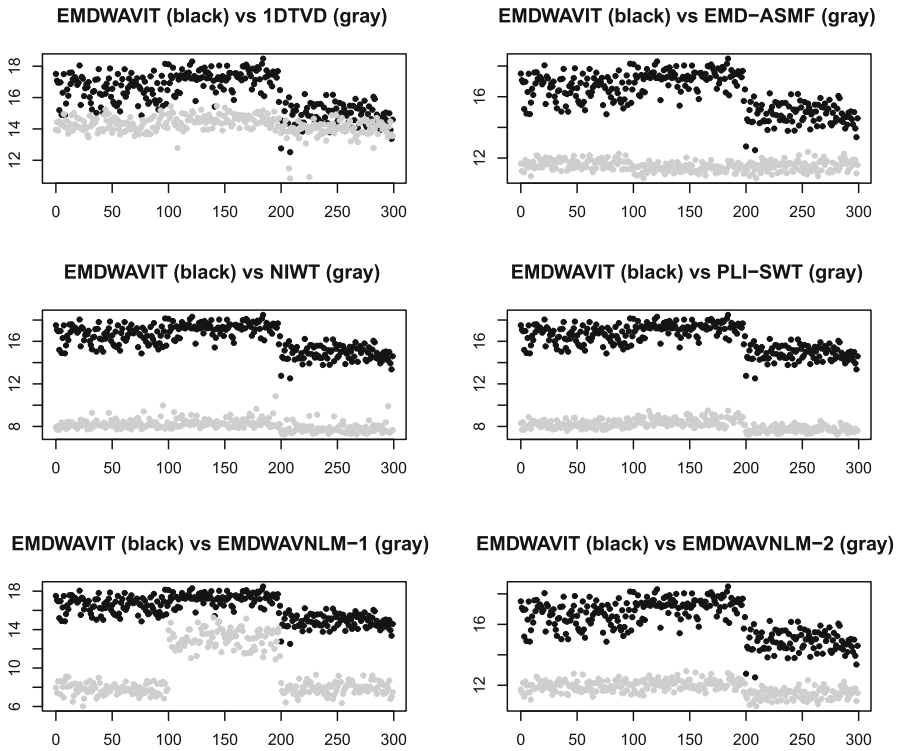 EMDWAVIT (black) vs 1DTVD (gray)
18
16
14
12
0 50 100 150 200 250 300
EMDWAVIT (black) vs EMD−ASMF (gray)
16
12
0 50 100 150 200 250 300
EMDWAVIT (black) vs NIWT (gray)
16
12
8
0 50 100 150 200 250 300
EMDWAVIT (black) vs PLI−SWT (gray)
16
12
8
0 50 100 150 200 250 300
EMDWAVIT (black) vs EMDWAVNLM−1 (gray)
18
14
10
6
0 50 100 150 200 250 300
EMDWAVIT (black) vs EMDWAVNLM−2 (gray)
16
12
0 50 100 150 200 250 300